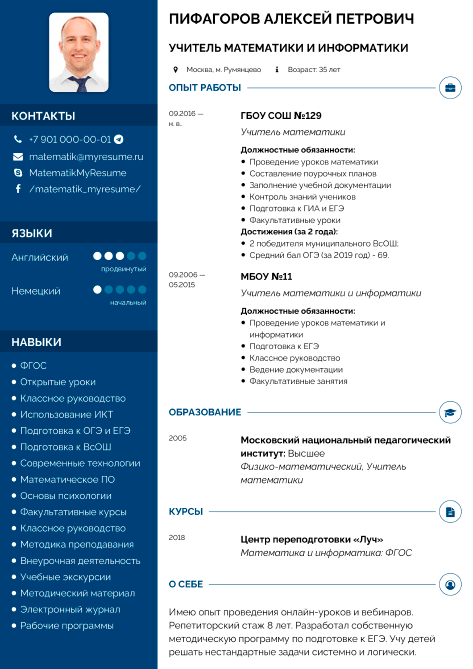 ПИФАГОРОВ АЛЕКСЕЙ ПЕТРОВИЧ
УЧИТЕЛЬ МАТЕМАТИКИ И ИНФОРМАТИКИ
Москва, м. Румянцево
Возраст: 35 лет
КОНТАКТЫ
+7 901 000-00-01
matematik@myresume.ru
MatematikMyResume
/matematik_myresume/
ЯЗЫКИ
Английский
продвинутый
Немецкий
начальный
НАВЫКИ
ФГОС
Открытые уроки
Классное руководство
Использование ИКТ
Подготовка к ОГЭ и ЕГЭ
Подготовка к ВсОШ
Современные технологии
Математическое ПО
Основы психологии
Факультативные курсы
Классное руководство
Методика преподавания
Внеурочная деятельность
Учебные экскурсии
Методический материал
Электронный журнал
Рабочие программы
ОПЫТ РАБОТЫ
09.2016 —
н. в.
ГБОУ СОШ №129
Учитель математики
Должностные обязанности:
Проведение уроков математики
Составление поурочных планов
Заполнение учебной документации
Контроль знаний учеников
Подготовка к ГИА и ЕГЭ
Факультативные уроки
Достижения (за 2 года):
2 победителя муниципального ВсОШ;
Средний бал ОГЭ (за 2019 год) - 69.
09.2006 —
05.2015
МБОУ №11
Учитель математики и информатики
Должностные обязанности:
Проведение уроков математики и
информатики
Подготовка к ЕГЭ
Классное руководство
Ведение документации
Факультативные занятия
ОБРАЗОВАНИЕ
2005
Московский национальный педагогический
институт: Высшее
Физико-математический, Учитель
математики
КУРСЫ
2018
Центр переподготовки «Луч»
Математика и информатика: ФГОС
О СЕБЕ
Имею опыт проведения онлайн-уроков и вебинаров.
Репетиторский стаж 8 лет. Разработал собственную
методическую программу по подготовке к ЕГЭ. Учу детей
решать нестандартные задачи системно и логически.